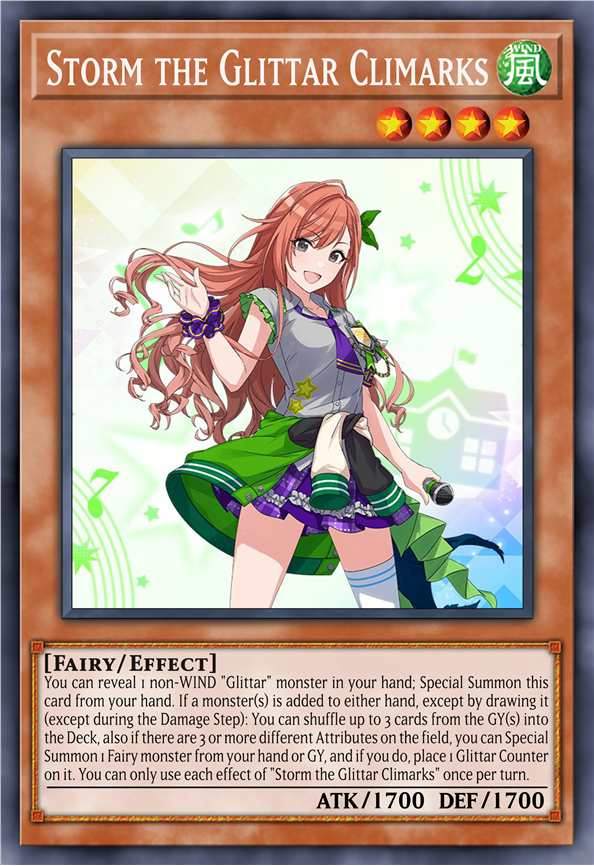 Storm the Glittar Climarks
WIND
風
[Fairy/Effect]
You can reveal 1 non-WIND "Glittar" monster in your hand; Special Summon this
card from your hand. If a monster(s) is added to either hand, except by drawing it
(except during the Damage Step): You can shuffle up to 3 cards from the GY(s) into
the Deck, also if there are 3 or more different Attributes on the field, you can Special
Summon 1 Fairy monster from your hand or GY, and if you do, place 1 Glittar Counter
on it. You can only use each effect of "Storm the Glittar Climarks" once per turn.
ATK/1700 DEF/1700